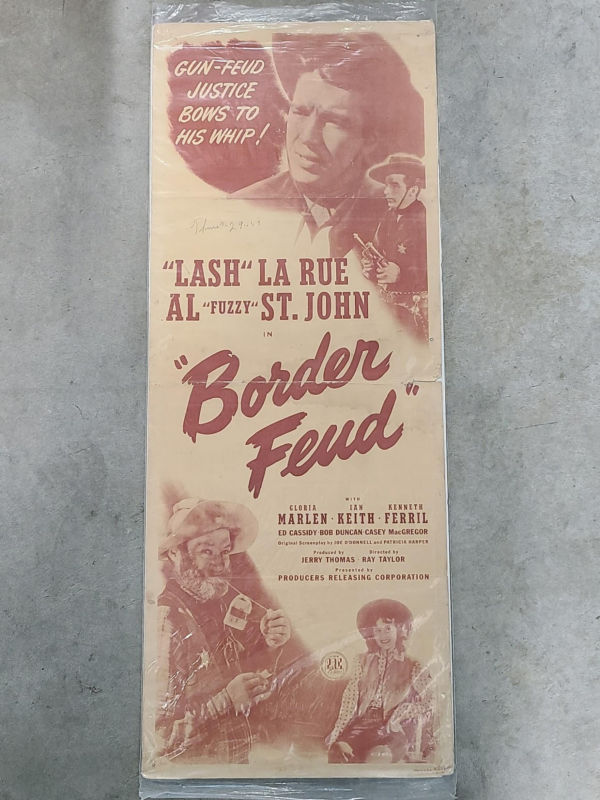 GUN-FEUD
JUSTICE
BOWS TO
HIS WHIP!
"LASH" LA RUE
AL "FUZZY" ST. JOHN
IN
"Border
Feud"
WITH
GLORIA IAN KENNETH
MARLEN · KEITH · FERRIL
ED CASSIDY · BOB DUNCAN · CASEY MacGREGOR
Original Screenplay by JOE O'DONNELL and PATRICIA HARPER
Produced by Directed by
JERRY THOMAS · RAY TAYLOR
Presented by
PRODUCERS RELEASING CORPORATION